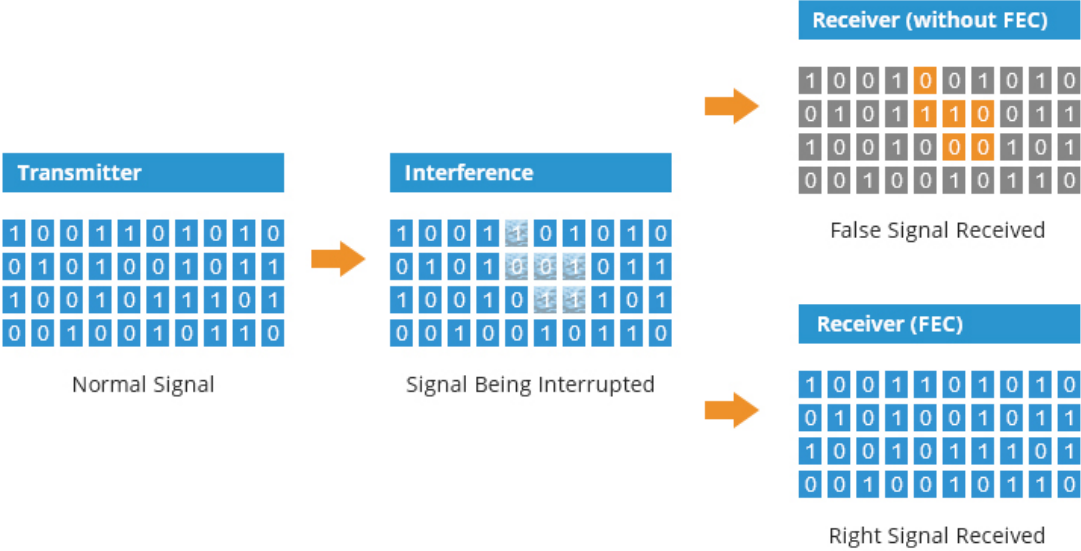 Transmitter
1 0 0 1 1 0 1 0 1 0
0 1 0 1 0 0 1 0 1 1
1 0 0 1 0 1 1 1 0 1
0 0 1 0 0 1 0 1 1 0
Normal Signal
Interference
1 0 0 1 1 0 1 0 1 0
0 1 0 1 0 0 1 0 1 1
1 0 0 1 0 1 1 1 0 1
0 0 1 0 0 1 0 1 1 0
Signal Being Interrupted
Receiver (without FEC)
1 0 0 1 0 0 1 0 1 0
0 1 0 1 1 1 0 0 1 1
1 0 0 1 0 0 0 1 0 1
0 0 1 0 0 1 0 1 1 0
False Signal Received
Receiver (FEC)
1 0 0 1 1 0 1 0 1 0
0 1 0 1 0 0 1 0 1 1
1 0 0 1 0 1 1 1 0 1
0 0 1 0 0 1 0 1 1 0
Right Signal Received